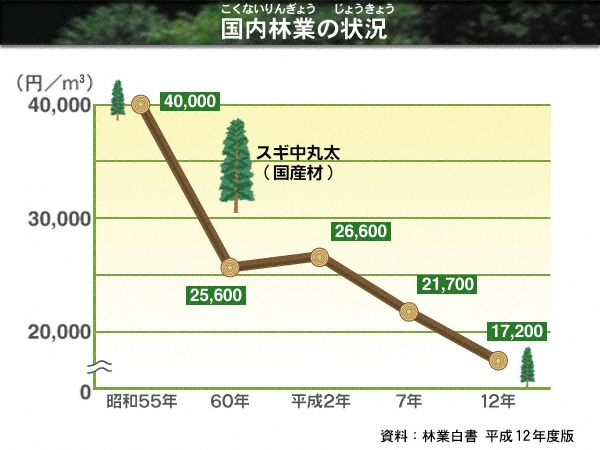 こくないりんぎょう じょうきょう
国内林業の状況
（円／m³）
40,000
40,000
スギ中丸太
（国産材）
30,000
26,600
25,600
21,700
20,000
17,200
0
昭和55年 60年 平成2年 7年 12年
資料：林業白書 平成12年度版